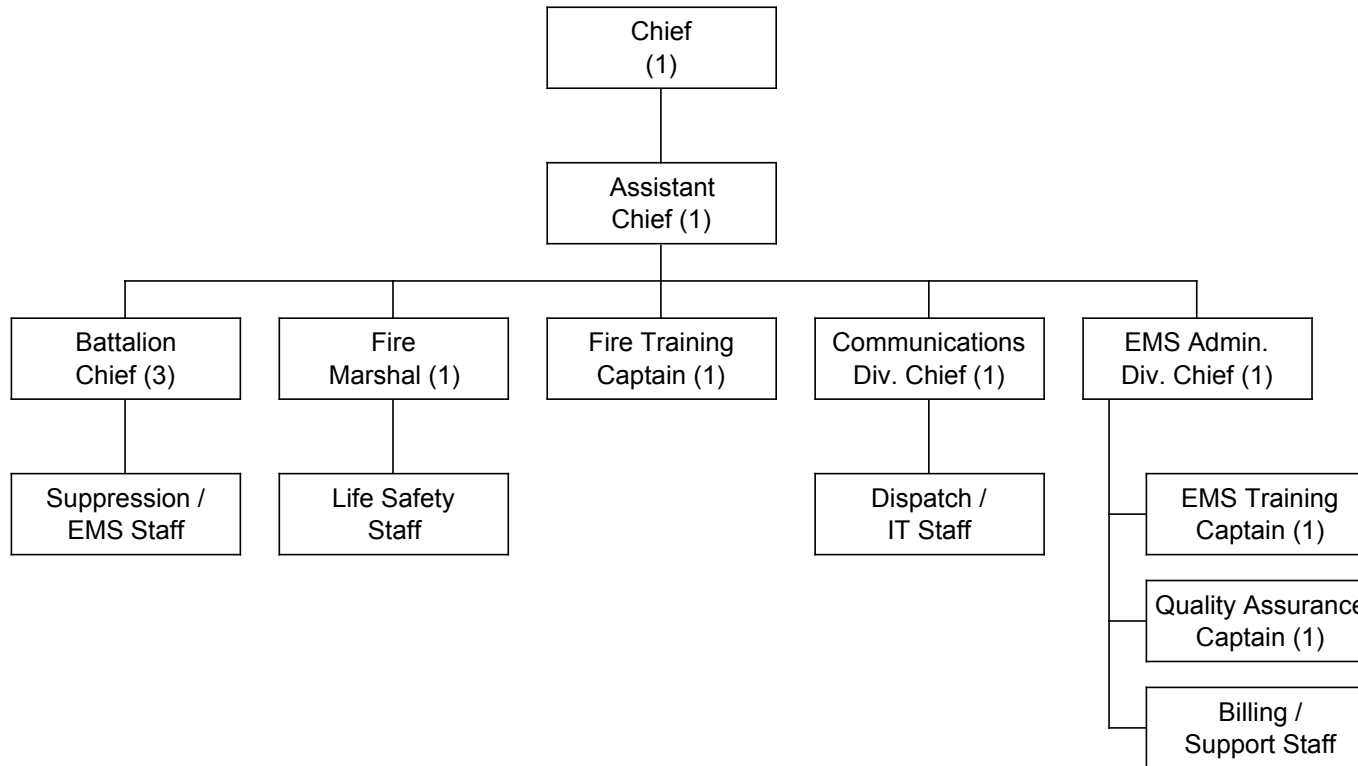 Chief
(1)
Assistant
Chief (1)
Battalion
Chief (3)
Fire
Marshal (1)
Fire Training
Captain (1)
Communications
Div. Chief (1)
EMS Admin.
Div. Chief (1)
Suppression /
EMS Staff
Life Safety
Staff
Dispatch /
IT Staff
EMS Training
Captain (1)
Quality Assurance
Captain (1)
Billing /
Support Staff